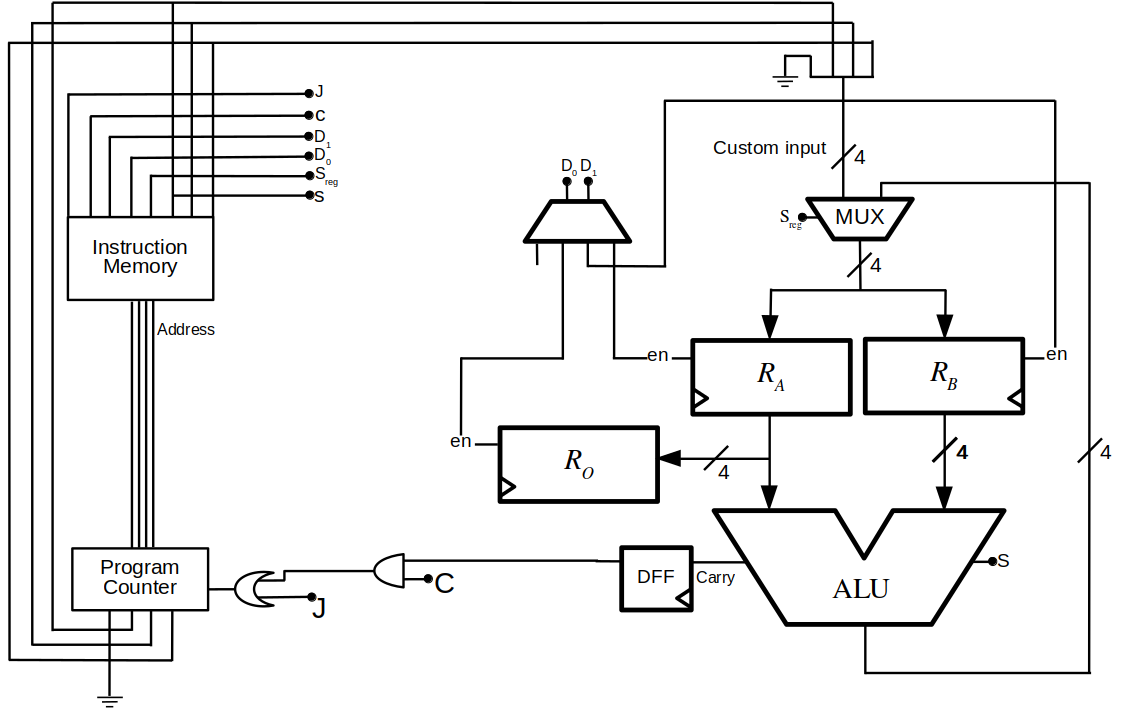 J
c
D1
D0
Sreg
s
Instruction
Memory
Address
Program
Counter
D0 D1
Custom input
4
Sreg
MUX
4
en
RA
RB
en
en
RO
4
4
4
DFF
Carry
ALU
S
C
J